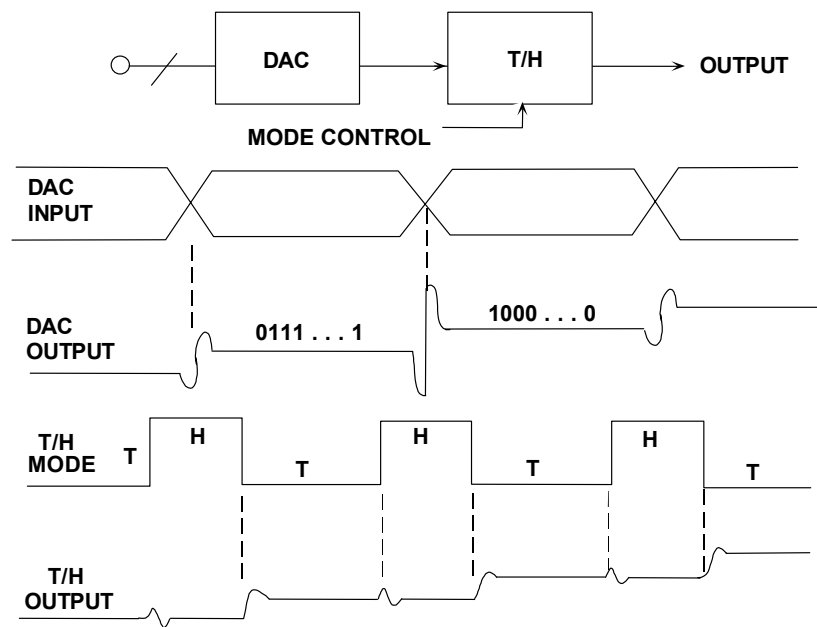 DAC
T/H
OUTPUT
MODE CONTROL
DAC
INPUT
DAC
OUTPUT
0111 . . . 1
1000 . . . 0
T/H
MODE
T
H
T
H
T
H
T
T/H
OUTPUT